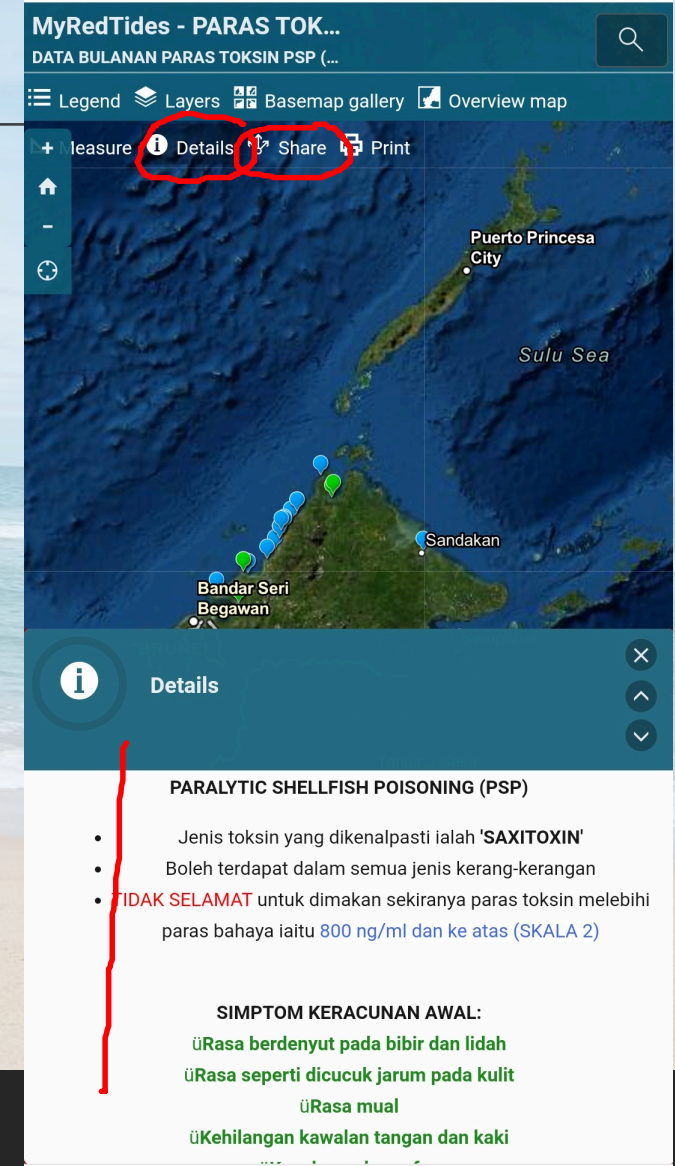 MyRedTides - PARAS TOK...
DATA BULANAN PARAS TOKSIN PSP (...
Legend Layers Basemap gallery Overview map
Measure Details Share Print
Puerto Princesa
City
Sulu Sea
Sandakan
Bandar Seri
Begawan
Details
PARALYTIC SHELLFISH POISONING (PSP)
• Jenis toksin yang dikenalpasti ialah 'SAXITOXIN'
• Boleh terdapat dalam semua jenis kerang-kerangan
• TIDAK SELAMAT untuk dimakan sekiranya paras toksin melebihi
paras bahaya iaitu 800 ng/ml dan ke atas (SKALA 2)
SIMPTOM KERACUNAN AWAL:
üRasa berdenyut pada bibir dan lidah
üRasa seperti dicucuk jarum pada kulit
üRasa mual
üKehilangan kawalan tangan dan kaki